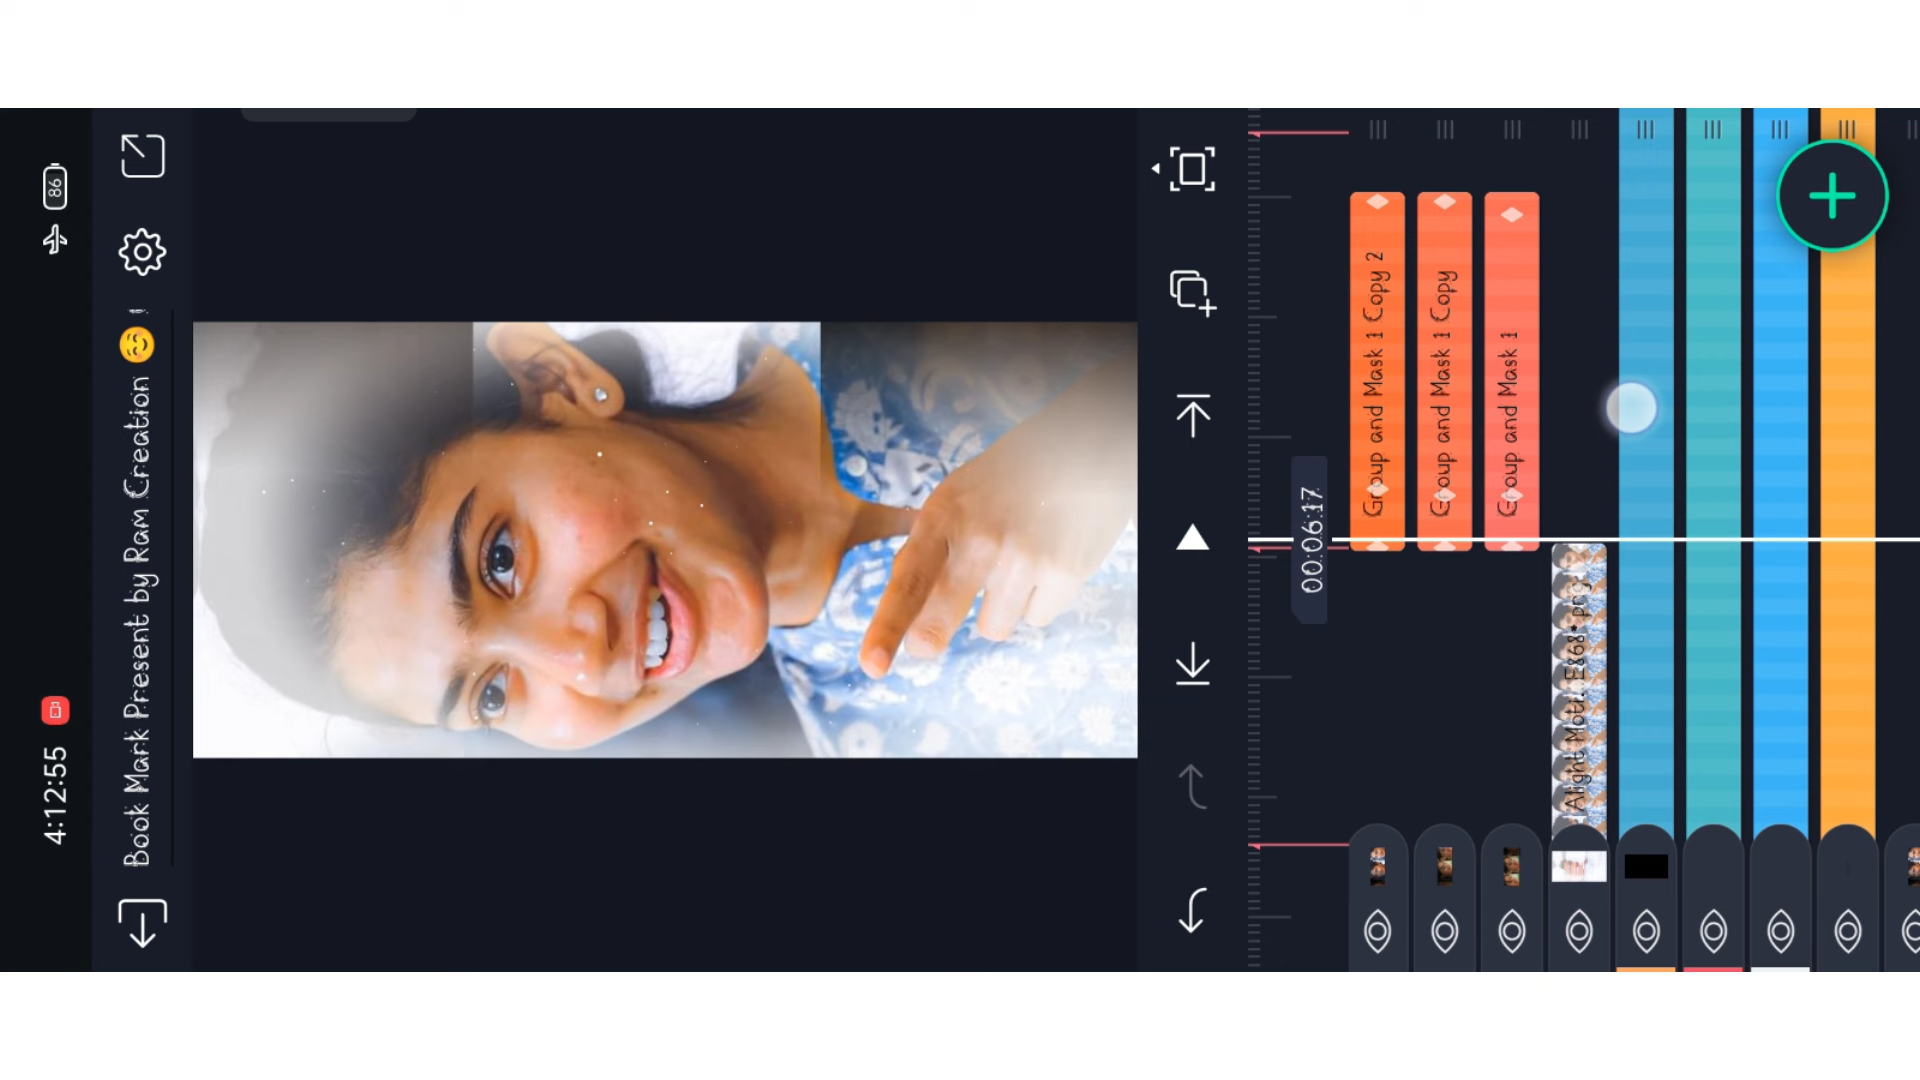 4:12:55
86
Book Mark Present by Ram Creation 😊
00:06:17
Group and Mask 1 Copy 2
Group and Mask 1 Copy
Group and Mask 1